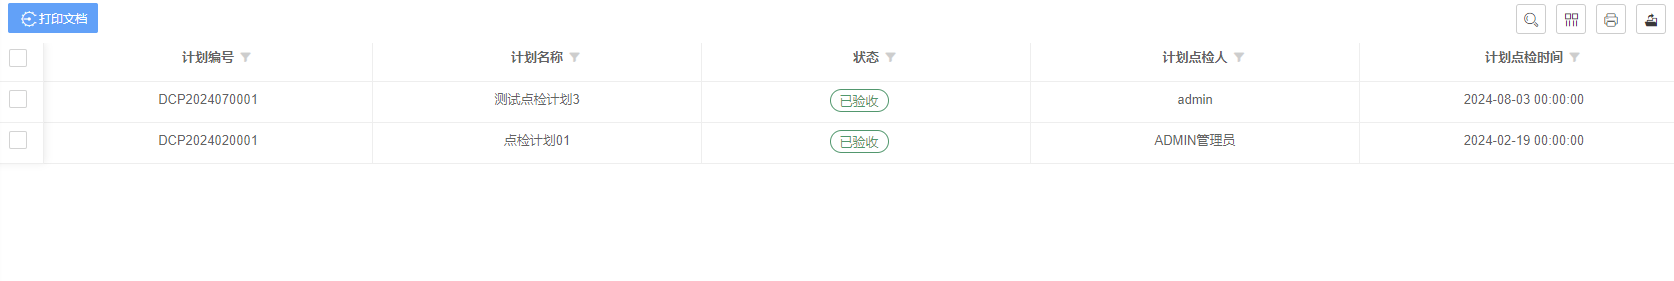 打印文档
计划编号 计划名称 状态 计划点检人 计划点检时间
DCP2024070001 测试点检计划3 已验收 admin 2024-08-03 00:00:00
DCP2024020001 点检计划01 已验收 ADMIN管理员 2024-02-19 00:00:00